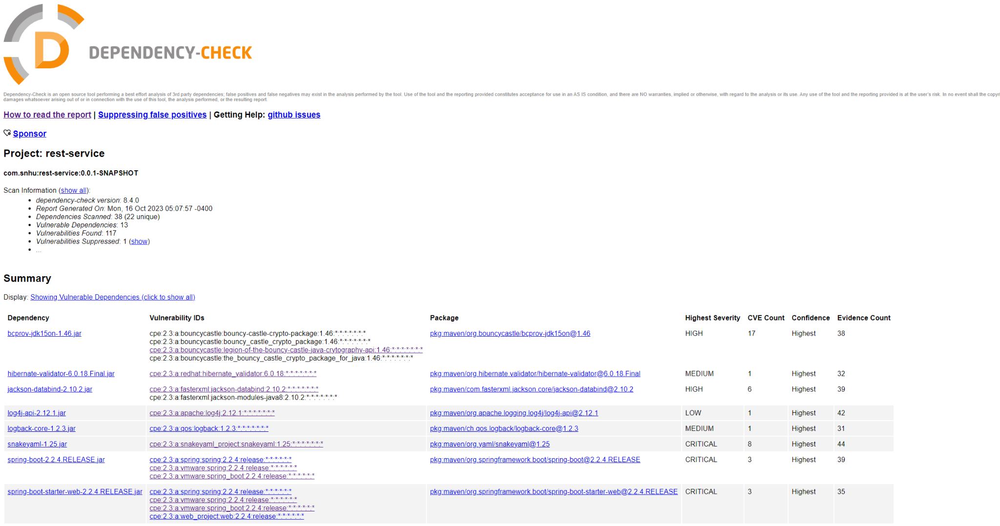 D DEPENDENCY-CHECK
Dependency-Check is an open source tool performing a best effort analysis of 3rd party dependencies; false positives and false negatives may exist in the analysis performed by the tool. Use of the tool and the reporting provided constitutes acceptance for use in an AS IS condition, and there are NO warranties, implied or otherwise, with regard to the analysis or its use. Any use of the tool and the reporting provided is at the user's risk. In no event shall the copyri
damages whatsoever arising out of or in connection with the use of this tool, the analysis performed, or the resulting report.
How to read the report | Suppressing false positives | Getting Help: github issues
Sponsor
Project: rest-service
com.snhu:rest-service:0.0.1-SNAPSHOT
Scan Information (show all):
• dependency-check version: 8.4.0
• Report Generated On: Mon, 16 Oct 2023 05:07:57 -0400
• Dependencies Scanned: 38 (22 unique)
• Vulnerable Dependencies: 13
• Vulnerabilities Found: 117
• Vulnerabilities Suppressed: 1 (show)
• ...
Summary
Display: Showing Vulnerable Dependencies (click to show all)
Dependency Vulnerability IDs Package Highest Severity CVE Count Confidence Evidence Count
bcprov-jdk15on-1.46.jar cpe:2.3:a:bouncycastle:bouncy-castle-crypto-package:1.46:*:*:*:*:*:*:* pkg:maven/org.bouncycastle/bcprov-jdk15on@1.46 HIGH 17 Highest 38
cpe:2.3:a:bouncycastle:bouncy_castle_crypto_package:1.46:*:*:*:*:*:*:*
cpe:2.3:a:bouncycastle:legion-of-the-bouncy-castle-java-crytography-api:1.46:*:*:*:*:*:*:*
cpe:2.3:a:bouncycastle:the_bouncy_castle_crypto_package_for_java:1.46:*:*:*:*:*:*:*
hibernate-validator-6.0.18.Final.jar cpe:2.3:a:redhat:hibernate_validator:6.0.18:*:*:*:*:*:*:* pkg:maven/org.hibernate.validator/hibernate-validator@6.0.18.Final MEDIUM 1 Highest 32
jackson-databind-2.10.2.jar cpe:2.3:a:fasterxml:jackson-databind:2.10.2:*:*:*:*:*:*:* pkg:maven/com.fasterxml.jackson.core/jackson-databind@2.10.2 HIGH 6 Highest 39
cpe:2.3:a:fasterxml:jackson-modules-java8:2.10.2:*:*:*:*:*:*:*
log4j-api-2.12.1.jar cpe:2.3:a:apache:log4j:2.12.1:*:*:*:*:*:*:* pkg:maven/org.apache.logging.log4j/log4j-api@2.12.1 LOW 1 Highest 42
logback-core-1.2.3.jar cpe:2.3:a:qos:logback:1.2.3:*:*:*:*:*:*:* pkg:maven/ch.qos.logback/logback-core@1.2.3 MEDIUM 1 Highest 31
snakeyaml-1.25.jar cpe:2.3:a:snakeyaml_project:snakeyaml:1.25:*:*:*:*:*:*:* pkg:maven/org.yaml/snakeyaml@1.25 CRITICAL 8 Highest 44
spring-boot-2.2.4.RELEASE.jar cpe:2.3:a:spring:spring:2.2.4:release:*:*:*:*:*:* pkg:maven/org.springframework.boot/spring-boot@2.2.4.RELEASE CRITICAL 3 Highest 39
cpe:2.3:a:vmware:spring:2.2.4:release:*:*:*:*:*:*
cpe:2.3:a:vmware:spring_boot:2.2.4:release:*:*:*:*:*:*
spring-boot-starter-web-2.2.4.RELEASE.jar cpe:2.3:a:spring:spring:2.2.4:release:*:*:*:*:*:* pkg:maven/org.springframework.boot/spring-boot-starter-web@2.2.4.RELEASE CRITICAL 3 Highest 35
cpe:2.3:a:vmware:spring:2.2.4:release:*:*:*:*:*:*
cpe:2.3:a:vmware:spring_boot:2.2.4:release:*:*:*:*:*:*
cpe:2.3:a:web_project:web:2.2.4:release:*:*:*:*:*:*